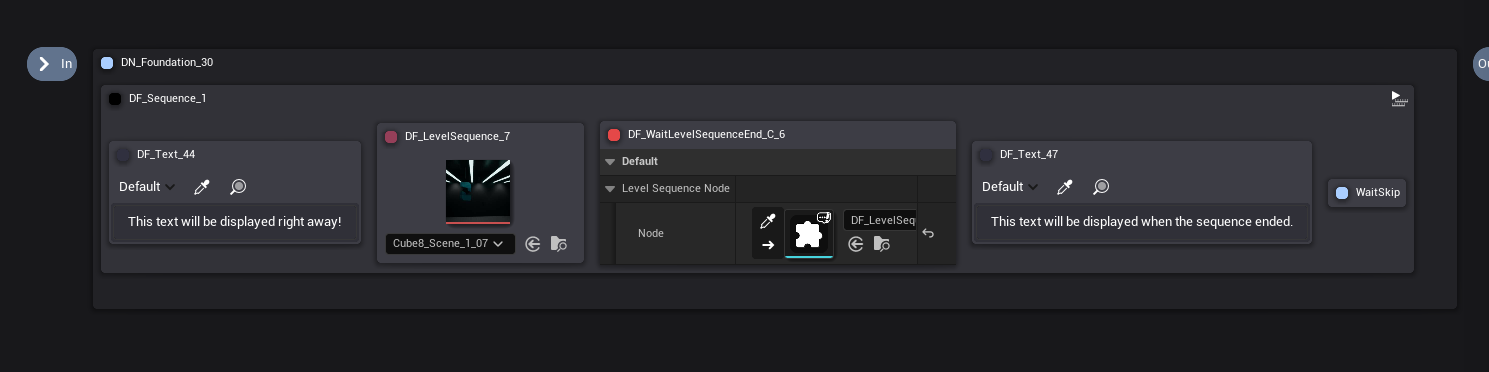 In
DN_Foundation_30
DF_Sequence_1
DF_Text_44
Default
This text will be displayed right away!
DF_LevelSequence_7
Cube8_Scene_1_07
DF_WaitLevelSequenceEnd_C_6
Default
Level Sequence Node
Node
DF_LevelSeq
DF_Text_47
Default
This text will be displayed when the sequence ended.
WaitSkip